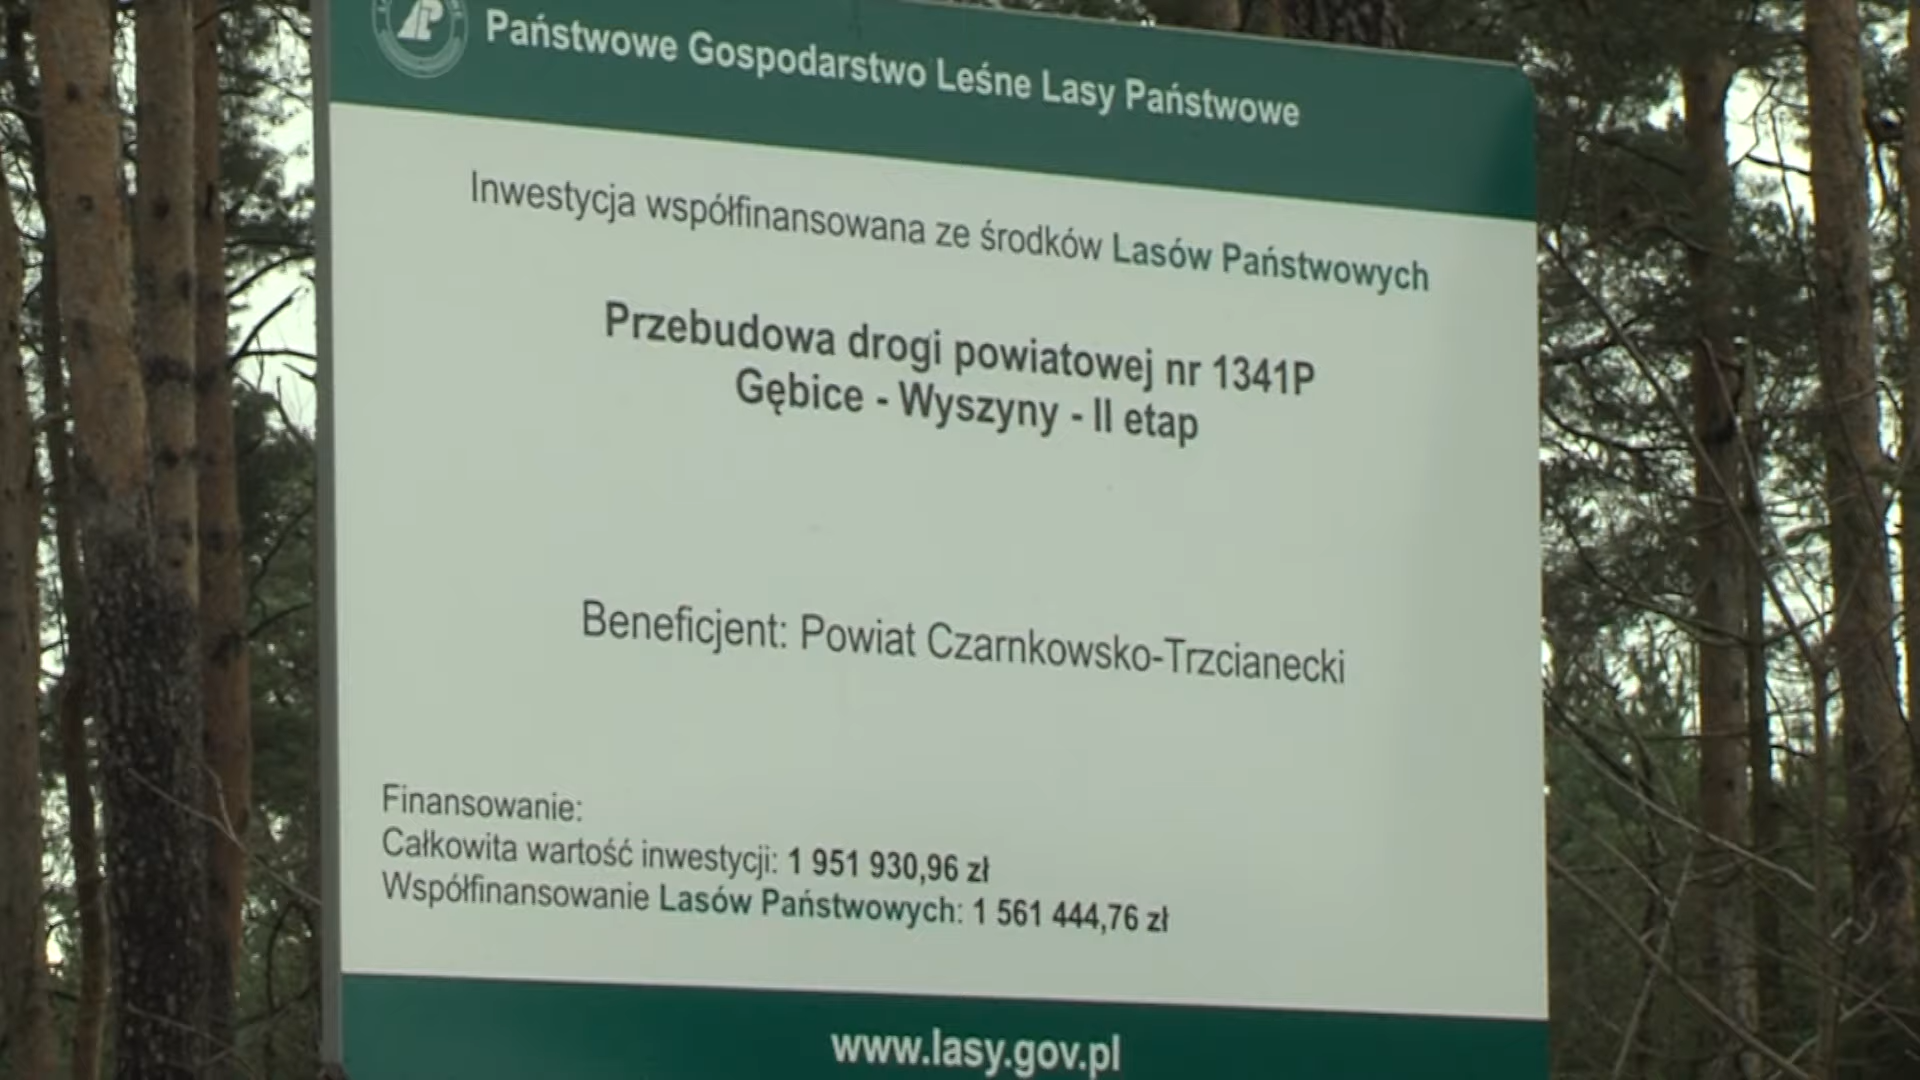 Państwowe Gospodarstwo Leśne Lasy Państwowe
Inwestycja współfinansowana ze środków Lasów Państwowych
Przebudowa drogi powiatowej nr 1341P
Gębice - Wyszyny - II etap
Beneficjent: Powiat Czarnkowsko-Trzcianecki
Finansowanie:
Całkowita wartość inwestycji: 1 951 930,96 zł
Współfinansowanie Lasów Państwowych: 1 561 444,76 zł
www.lasy.gov.pl